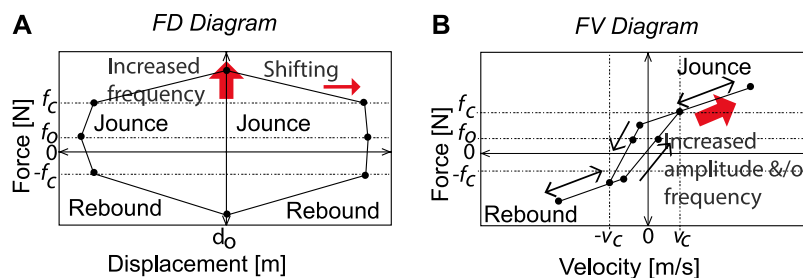 A
FD Diagram
Increased
frequency
Shifting
Jounce
Jounce
Rebound
Rebound
Force [N]
f_c
f_o
0
-f_c
d_o
Displacement [m]
B
FV Diagram
Jounce
Increased
amplitude &/o
frequency
Rebound
Force [N]
f_c
f_o
0
-f_c
-v_c
0
v_c
Velocity [m/s]